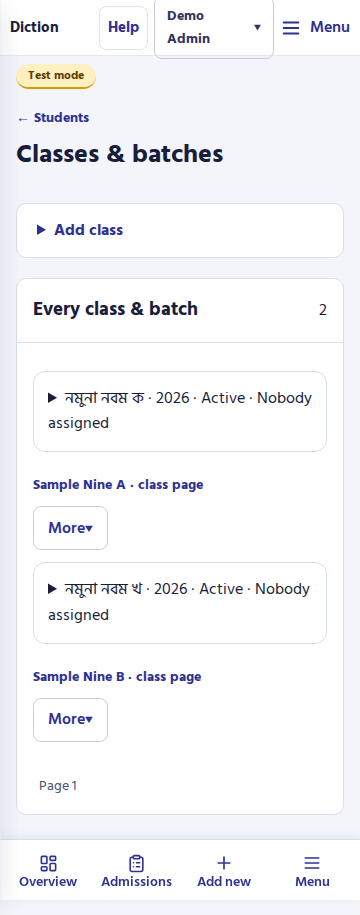 Diction
Help
Demo
Admin
Menu
Test mode
← Students
Classes & batches
Add class
Every class & batch
2
নমুনা নবম ক · 2026 · Active · Nobody
assigned
Sample Nine A · class page
More
নমুনা নবম খ · 2026 · Active · Nobody
assigned
Sample Nine B · class page
More
Page 1
Overview
Admissions
Add new
Menu